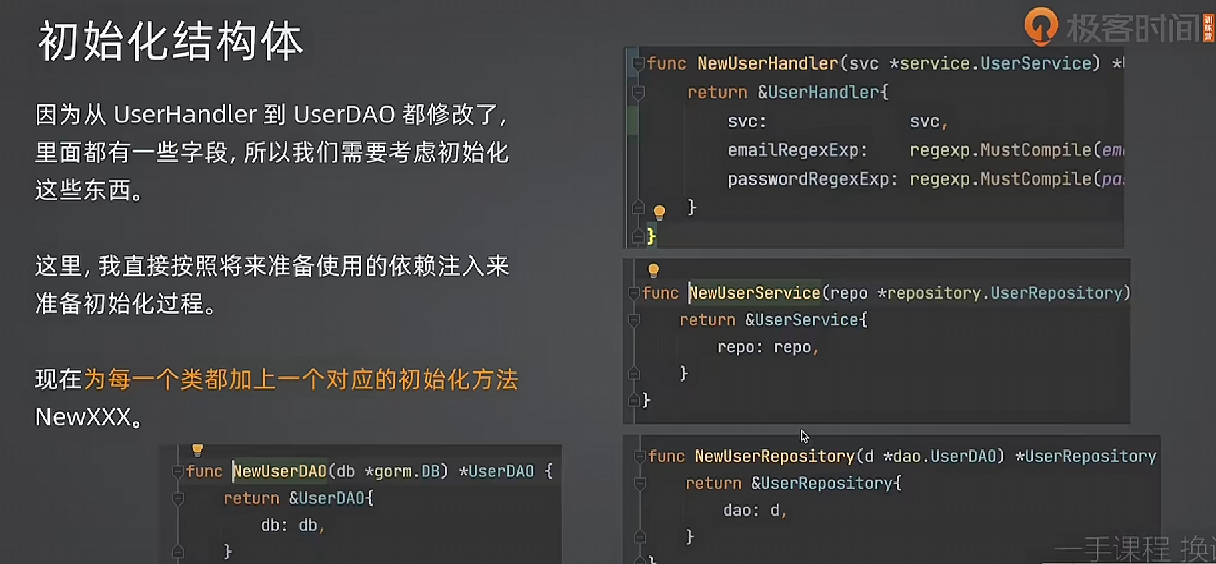 初始化结构体
极客时间
训练营
因为从 UserHandler 到 UserDAO 都修改了,
里面都有一些字段, 所以我们需要考虑初始化
这些东西。
这里, 我直接按照将来准备使用的依赖注入来
准备初始化过程。
现在为每一个类都加上一个对应的初始化方法
NewXXX。
func NewUserHandler(svc *service.UserService) *
return &UserHandler{
svc: svc,
emailRegexExp: regexp.MustCompile(em
passwordRegexExp: regexp.MustCompile(pa
}
}
func NewUserService(repo *repository.UserRepository)
return &UserService{
repo: repo,
}
}
func NewUserRepository(d *dao.UserDAO) *UserRepository
return &UserRepository{
dao: d,
}
}
func NewUserDAO(db *gorm.DB) *UserDAO {
return &UserDAO{
db: db,
}
一手课程 换